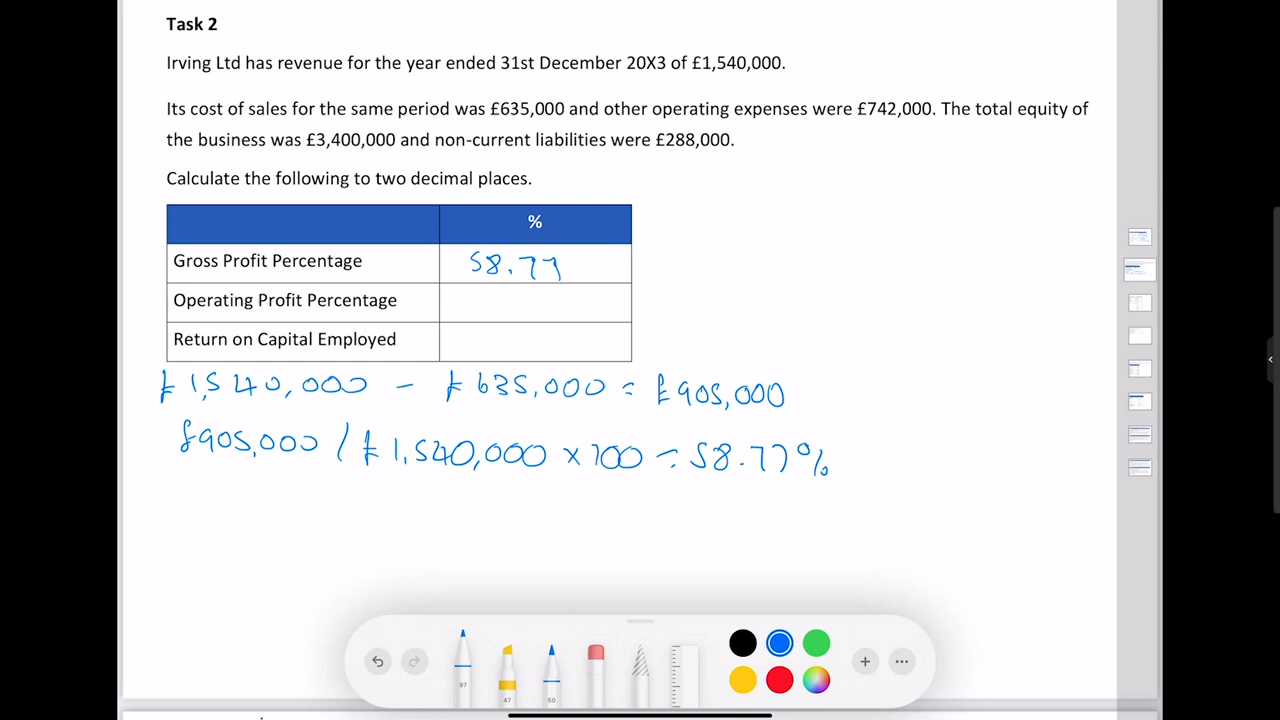 Task 2
Irving Ltd has revenue for the year ended 31st December 20X3 of £1,540,000.
Its cost of sales for the same period was £635,000 and other operating expenses were £742,000. The total equity of
the business was £3,400,000 and non-current liabilities were £288,000.
Calculate the following to two decimal places.
%
Gross Profit Percentage 58.77
Operating Profit Percentage
Return on Capital Employed
£1,540,000 - £635,000 = £905,000
£905,000 / £1,540,000 × 100 = 58.77%
97 47 50